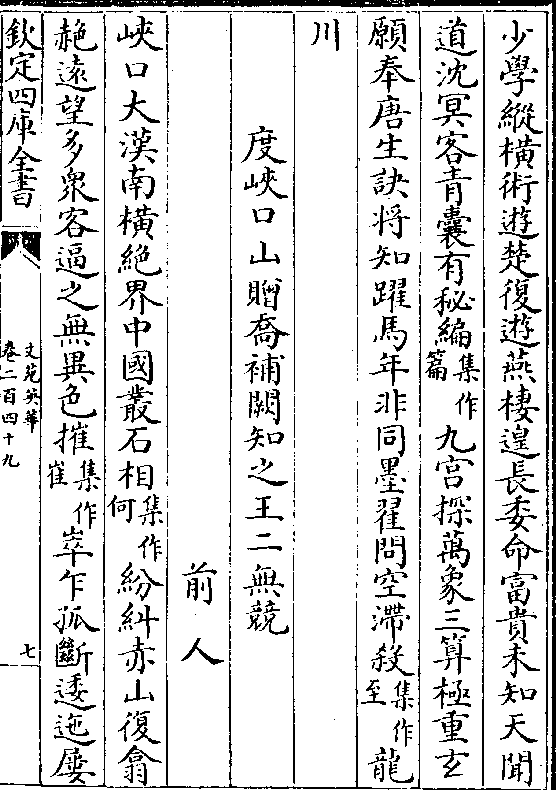 少學縱橫術遊楚復遊燕棲遑長委命富貴未知天聞
道沈冥客青囊有秘編集作篇九宮探萬象三算極重玄
願奉唐生訣將知躍馬年非同墨翟問空滯殺集作至龍
川
度峽口山贈喬補闕知之王二無競
前人
峽口大漠南橫絶界中國叢石相集作何紛糾赤山復翕
赩遠望多衆容逼之無異色摧集作崔崒乍孤斷逶迤屢
欽定四庫全書
文苑英華
卷二百四十九
七